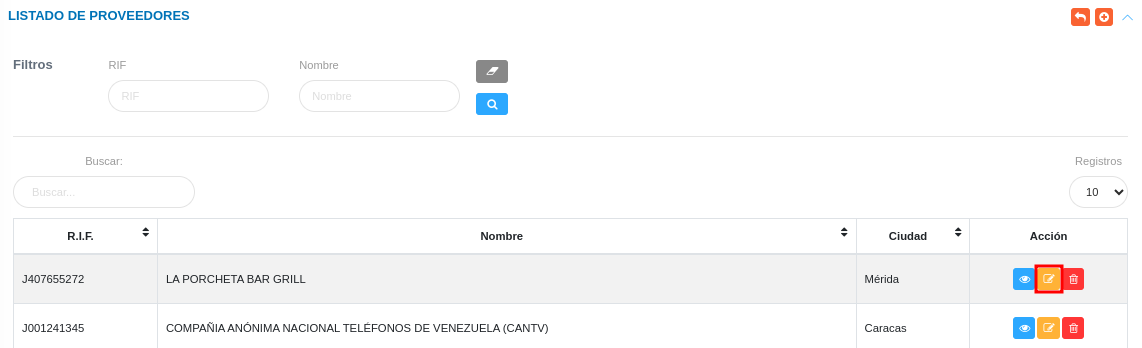 LISTADO DE PROVEEDORES
Filtros
RIF
Nombre
RIF
Nombre
Buscar:
Registros
Buscar...
10
R.I.F.
Nombre
Ciudad
Acción
J407655272
LA PORCHETA BAR GRILL
Mérida
J001241345
COMPAÑIA ANÓNIMA NACIONAL TELÉFONOS DE VENEZUELA (CANTV)
Caracas